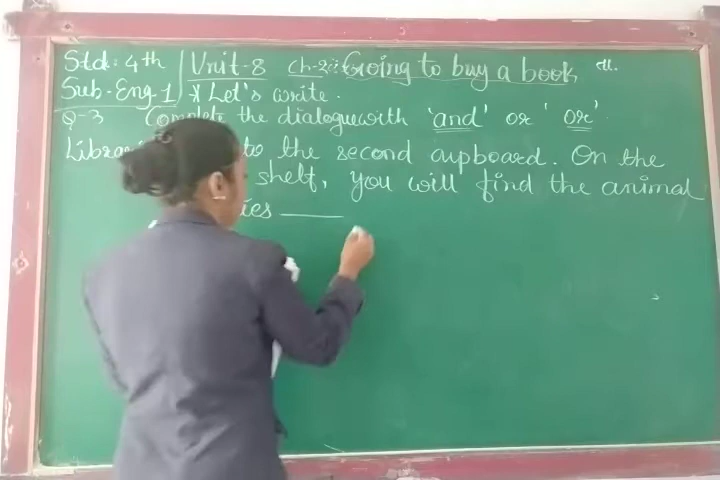 Std: 4th Unit-8 ch-2: Going to buy a book
Sub-Eng-1 * Let's write.
Q-3 Complete the dialogue with 'and' or 'or'.
to the second cupboard. On the
shelf, you will find the animal